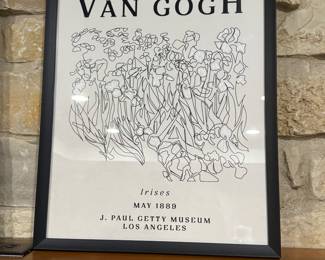 VAN GOGH
Irises
MAY 1889
J. PAUL GETTY MUSEUM
LOS ANGELES